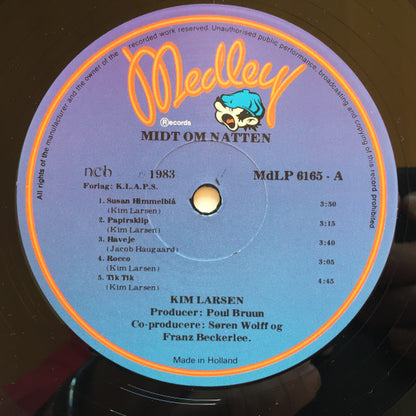 All rights of the manufacturer and the owner of the recorded work reserved. Unauthorised public performance, broadcasting and copying of this record prohibited.
Medley
Records
MIDT OM NATTEN
ncb 1983 MdLP 6165 - A
Forlag: K.L.A.P.S.
1. Susan Himmelblå 3:50
(Kim Larsen)
2. Papirsklip 3:15
(Kim Larsen)
3. Haveje 3:40
(Jacob Haugaard)
4. Rocco 3:05
(Kim Larsen)
5. Tik Tik 4:45
(Kim Larsen)
KIM LARSEN
Producer: Poul Bruun
Co-producere: Søren Wolff og
Franz Beckerlee.
Made in Holland